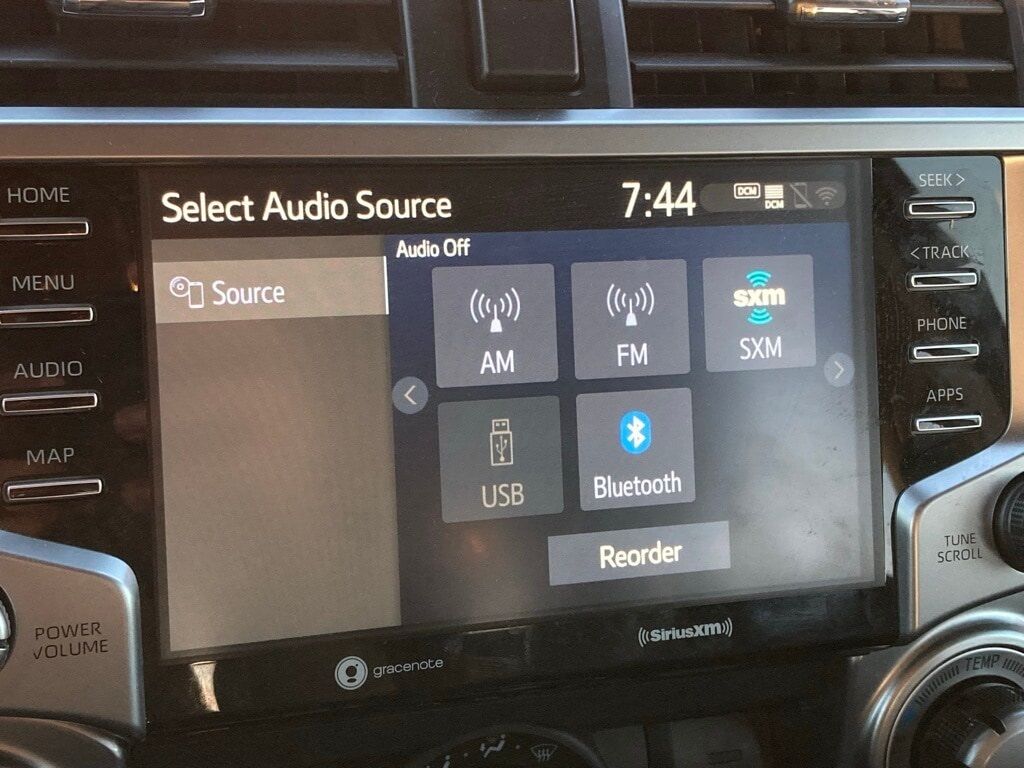 HOME
MENU
AUDIO
MAP
POWER
VOLUME
Select Audio Source
7:44
DCM
DCM
Source
Audio Off
AM
FM
sxm
SXM
USB
Bluetooth
Reorder
g gracenote
SiriusXM
SEEK >
< TRACK
PHONE
APPS
TUNE
SCROLL
TEMP